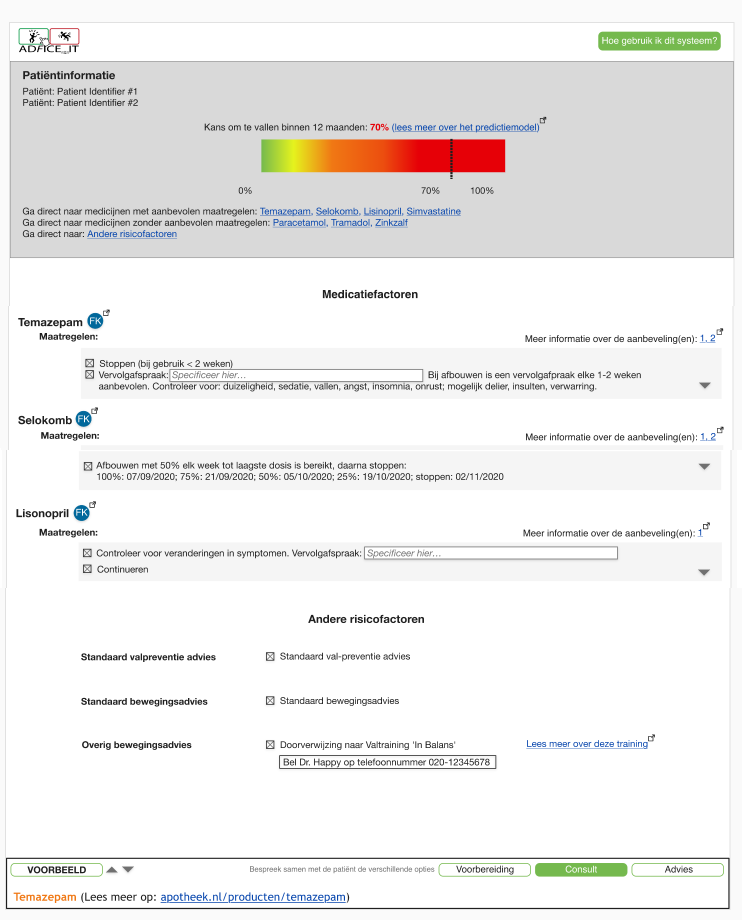 ADFICE_IT
Hoe gebruik ik dit systeem?
Patiëntinformatie
Patiënt: Patient Identifier #1
Patiënt: Patient Identifier #2
Kans om te vallen binnen 12 maanden: 70% (lees meer over het predictiemodel)
0% 70% 100%
Ga direct naar medicijnen met aanbevolen maatregelen: Temazepam, Selokomb, Lisinopril, Simvastatine
Ga direct naar medicijnen zonder aanbevolen maatregelen: Paracetamol, Tramadol, Zinkzalf
Ga direct naar: Andere risicofactoren
Medicatiefactoren
Temazepam FK
Maatregelen: Meer informatie over de aanbeveling(en): 1, 2
Stoppen (bij gebruik < 2 weken)
Vervolgafspraak: Specificeer hier... Bij afbouwen is een vervolgafpraak elke 1-2 weken
aanbevolen. Controleer voor: duizeligheid, sedatie, vallen, angst, insomnia, onrust; mogelijk delier, insulten, verwarring.
Selokomb FK
Maatregelen: Meer informatie over de aanbeveling(en): 1, 2
Afbouwen met 50% elk week tot laagste dosis is bereikt, daarna stoppen:
100%: 07/09/2020; 75%: 21/09/2020; 50%: 05/10/2020; 25%: 19/10/2020; stoppen: 02/11/2020
Lisonopril FK
Maatregelen: Meer informatie over de aanbeveling(en): 1
Controleer voor veranderingen in symptomen. Vervolgafspraak: Specificeer hier...
Continueren
Andere risicofactoren
Standaard valpreventie advies Standaard val-preventie advies
Standaard bewegingsadvies Standaard bewegingsadvies
Overig bewegingsadvies Doorverwijzing naar Valtraining 'In Balans' Lees meer over deze training
Bel Dr. Happy op telefoonnummer 020-12345678
VOORBEELD Bespreek samen met de patiënt de verschillende opties Voorbereiding Consult Advies
Temazepam (Lees meer op: apotheek.nl/producten/temazepam)